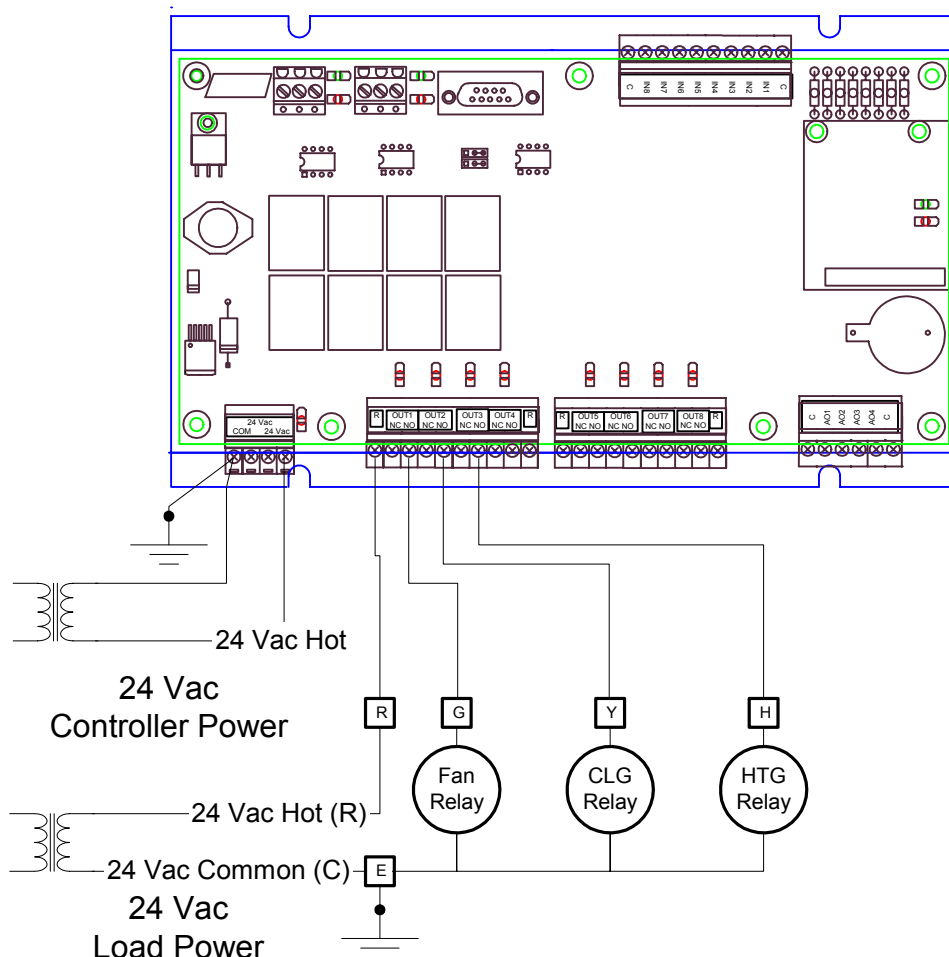 C IN8 IN7 IN6 IN5 IN4 IN3 IN2 IN1 C
24 Vac
COM 24 Vac
R OUT1 OUT2 OUT3 OUT4 R
NC NO NC NO NC NO NC NO
R OUT5 OUT6 OUT7 OUT8 R
NC NO NC NO NC NO NC NO
C AO1 AO2 AO3 AO4 C
24 Vac Hot
24 Vac
Controller Power
R G Y H
Fan
Relay
CLG
Relay
HTG
Relay
24 Vac Hot (R)
24 Vac Common (C) E
24 Vac
Load Power